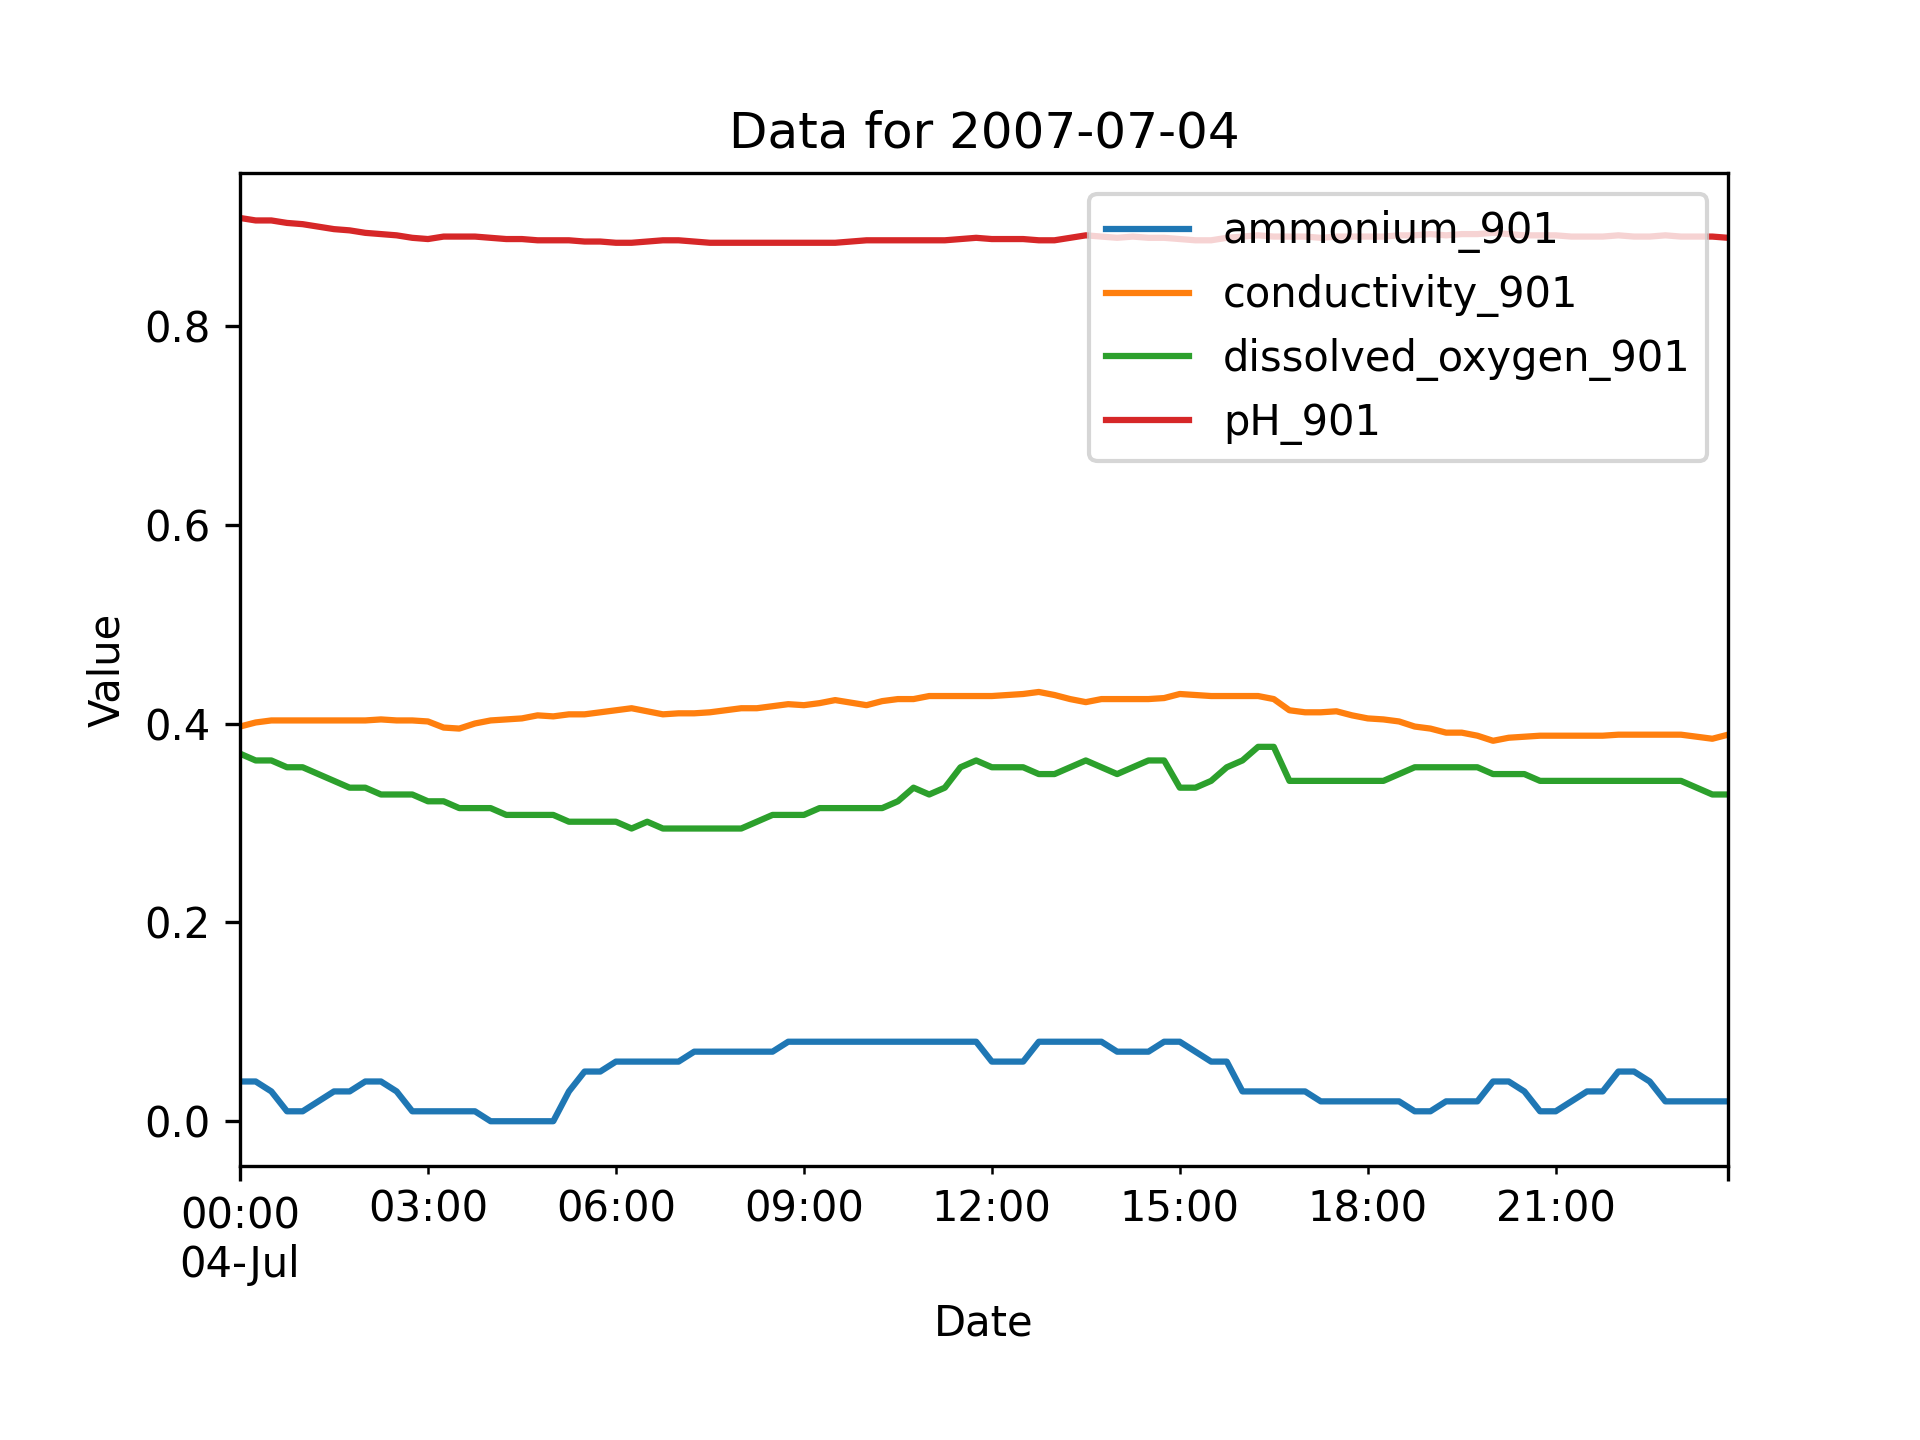 Data for 2007-07-04
ammonium_901
conductivity_901
dissolved_oxygen_901
pH_901
0.8
0.6
0.4
0.2
0.0
Value
00:00 03:00 06:00 09:00 12:00 15:00 18:00 21:00
04-Jul
Date